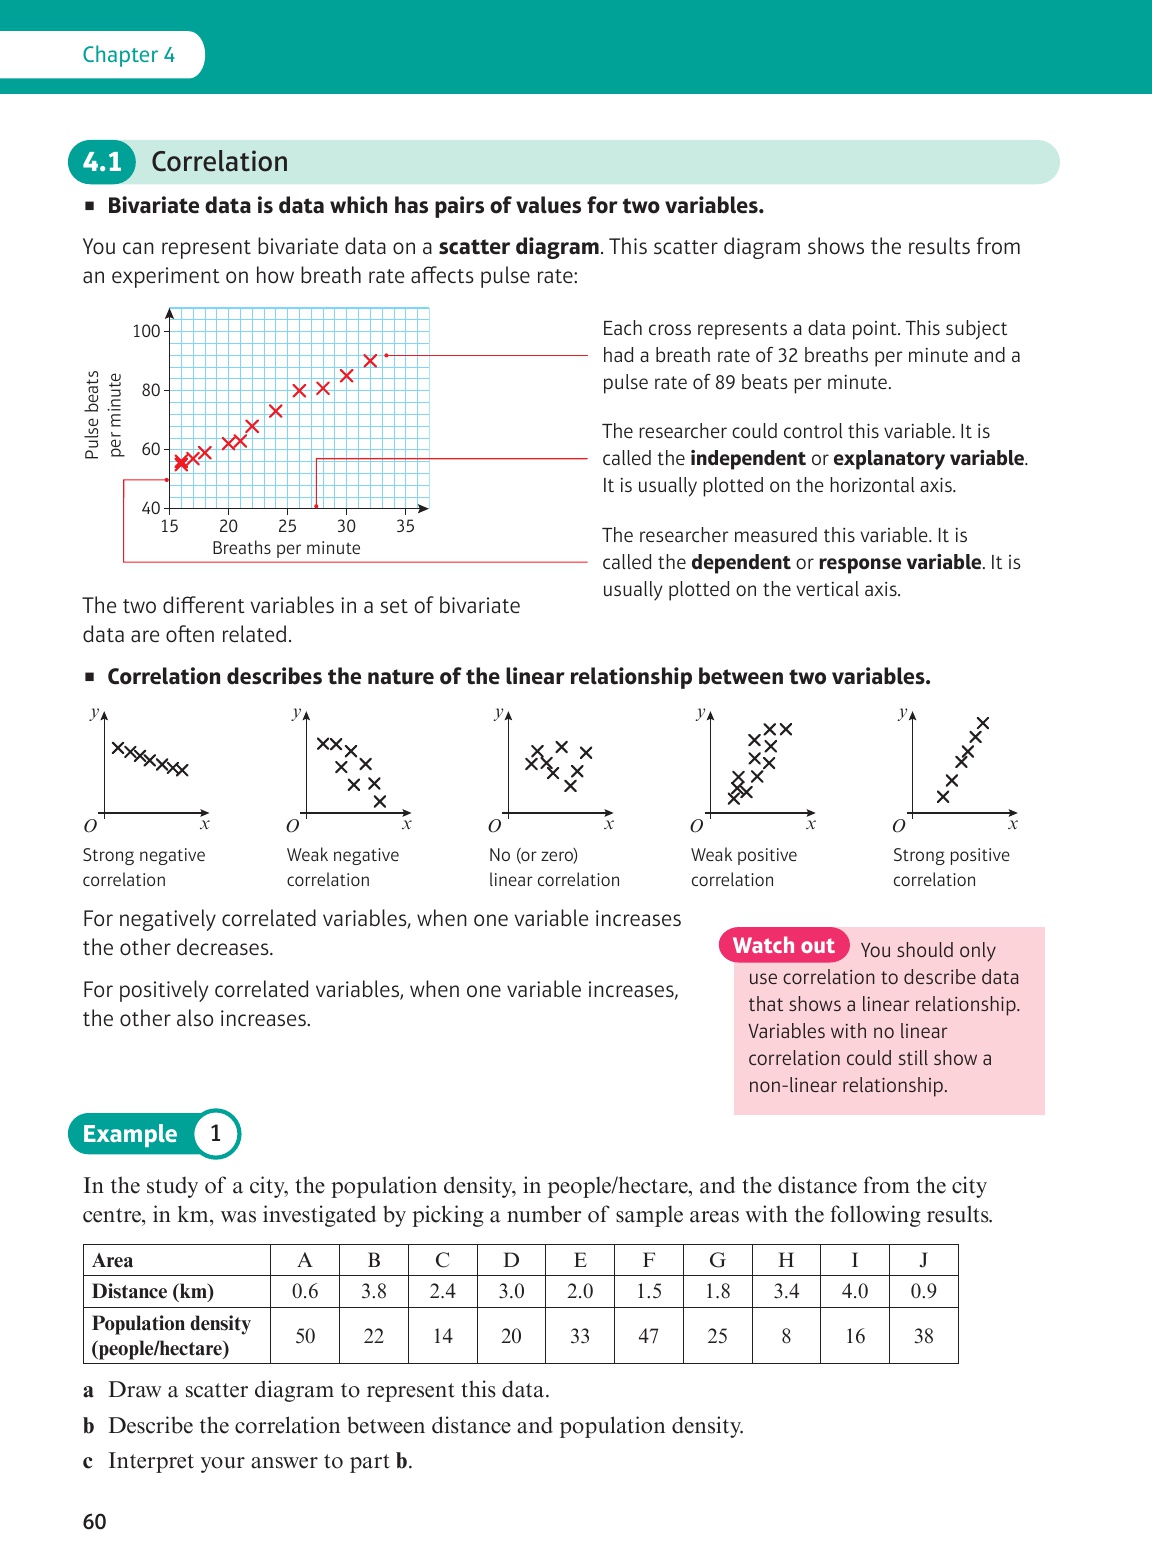 Chapter 4
4.1 Correlation
▪ Bivariate data is data which has pairs of values for two variables.
You can represent bivariate data on a scatter diagram. This scatter diagram shows the results from
an experiment on how breath rate affects pulse rate:
100
80
60
40
15 20 25 30 35
Pulse beats
per minute
Breaths per minute
Each cross represents a data point. This subject
had a breath rate of 32 breaths per minute and a
pulse rate of 89 beats per minute.
The researcher could control this variable. It is
called the independent or explanatory variable.
It is usually plotted on the horizontal axis.
The researcher measured this variable. It is
called the dependent or response variable. It is
usually plotted on the vertical axis.
The two different variables in a set of bivariate
data are often related.
▪ Correlation describes the nature of the linear relationship between two variables.
y y y y y
O x O x O x O x O x
Strong negative
correlation
Weak negative
correlation
No (or zero)
linear correlation
Weak positive
correlation
Strong positive
correlation
For negatively correlated variables, when one variable increases
the other decreases.
For positively correlated variables, when one variable increases,
the other also increases.
Watch out You should only
use correlation to describe data
that shows a linear relationship.
Variables with no linear
correlation could still show a
non-linear relationship.
Example 1
In the study of a city, the population density, in people/hectare, and the distance from the city
centre, in km, was investigated by picking a number of sample areas with the following results.
Area A B C D E F G H I J
Distance (km) 0.6 3.8 2.4 3.0 2.0 1.5 1.8 3.4 4.0 0.9
Population density
(people/hectare) 50 22 14 20 33 47 25 8 16 38
a Draw a scatter diagram to represent this data.
b Describe the correlation between distance and population density.
c Interpret your answer to part b.
60